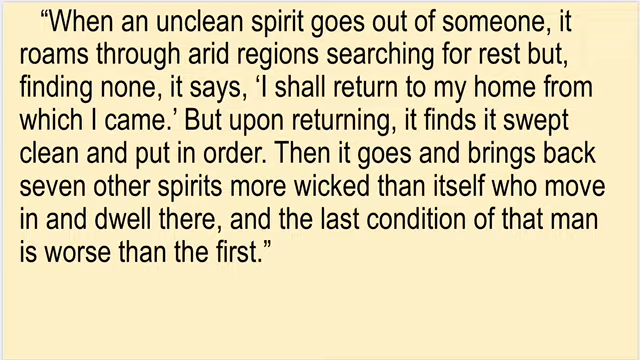 “When an unclean spirit goes out of someone, it
roams through arid regions searching for rest but,
finding none, it says, ‘I shall return to my home from
which I came.’ But upon returning, it finds it swept
clean and put in order. Then it goes and brings back
seven other spirits more wicked than itself who move
in and dwell there, and the last condition of that man
is worse than the first.”